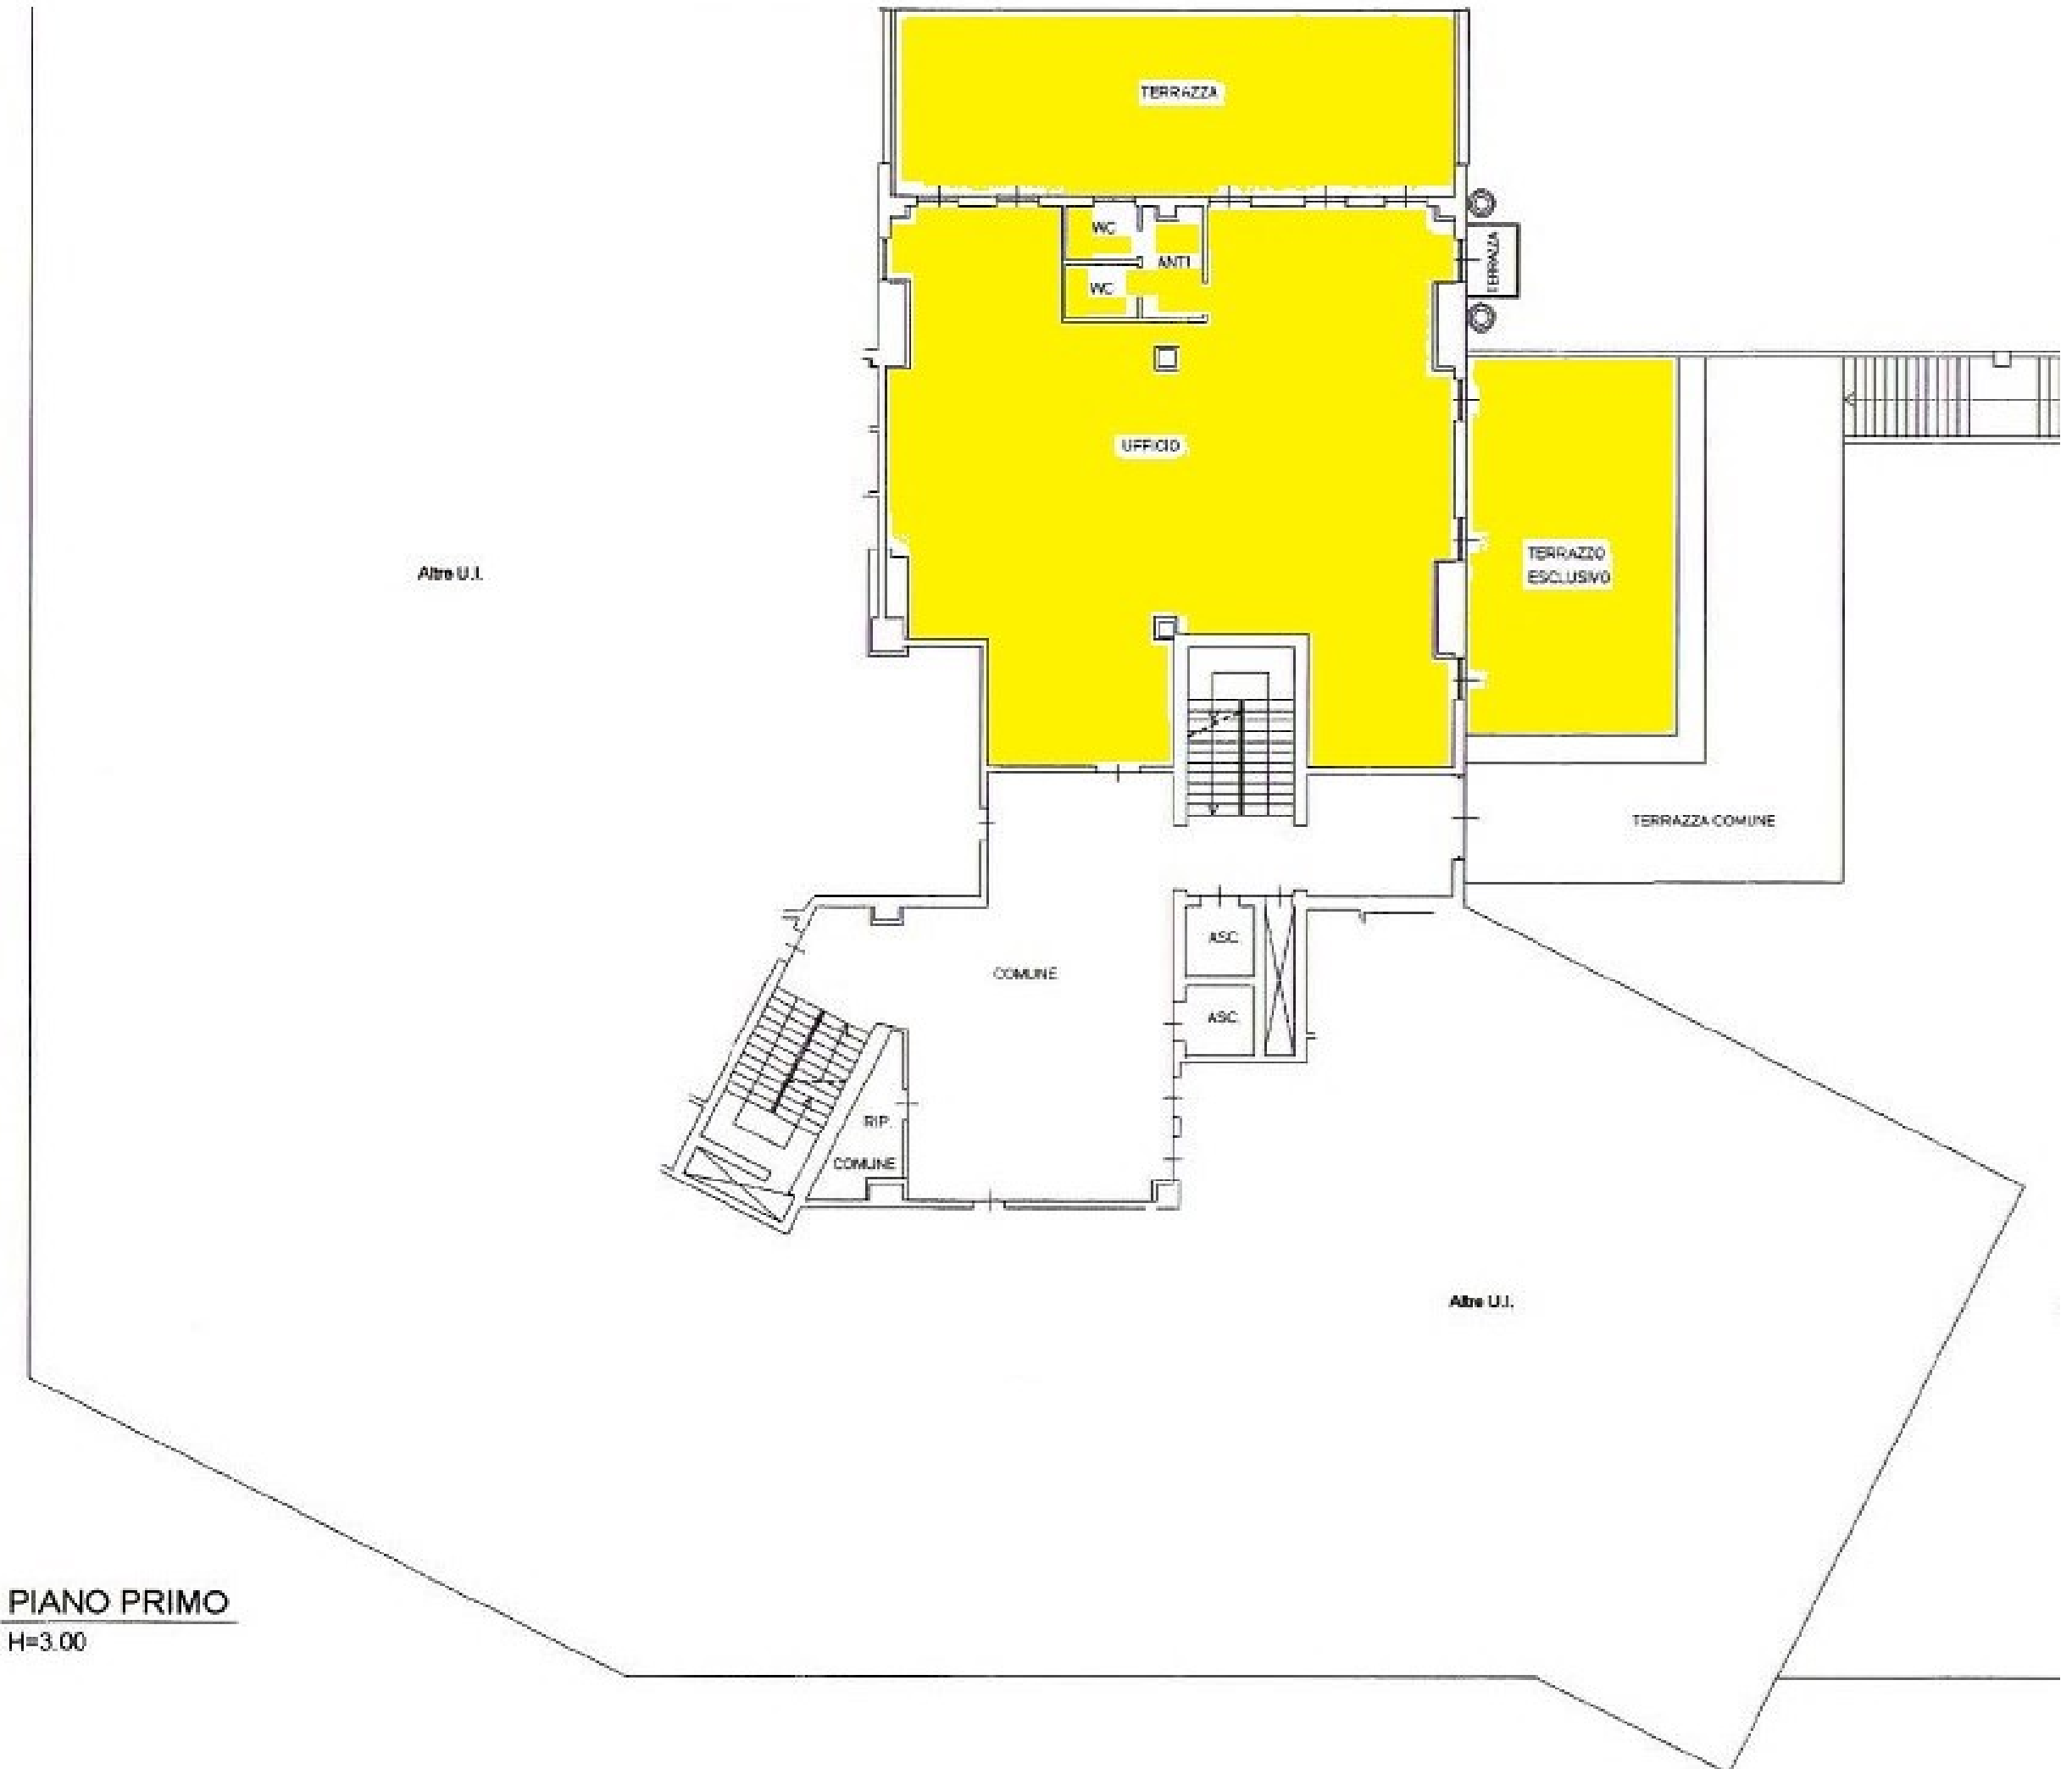 TERRAZZA
WC
ANTI
WC
TERRAZZA
UFFICIO
TERRAZZO
ESCLUSIVO
Altre U.I.
TERRAZZA COMUNE
ASC.
COMUNE
ASC.
RIP.
COMUNE
Altre U.I.
PIANO PRIMO
H=3.00